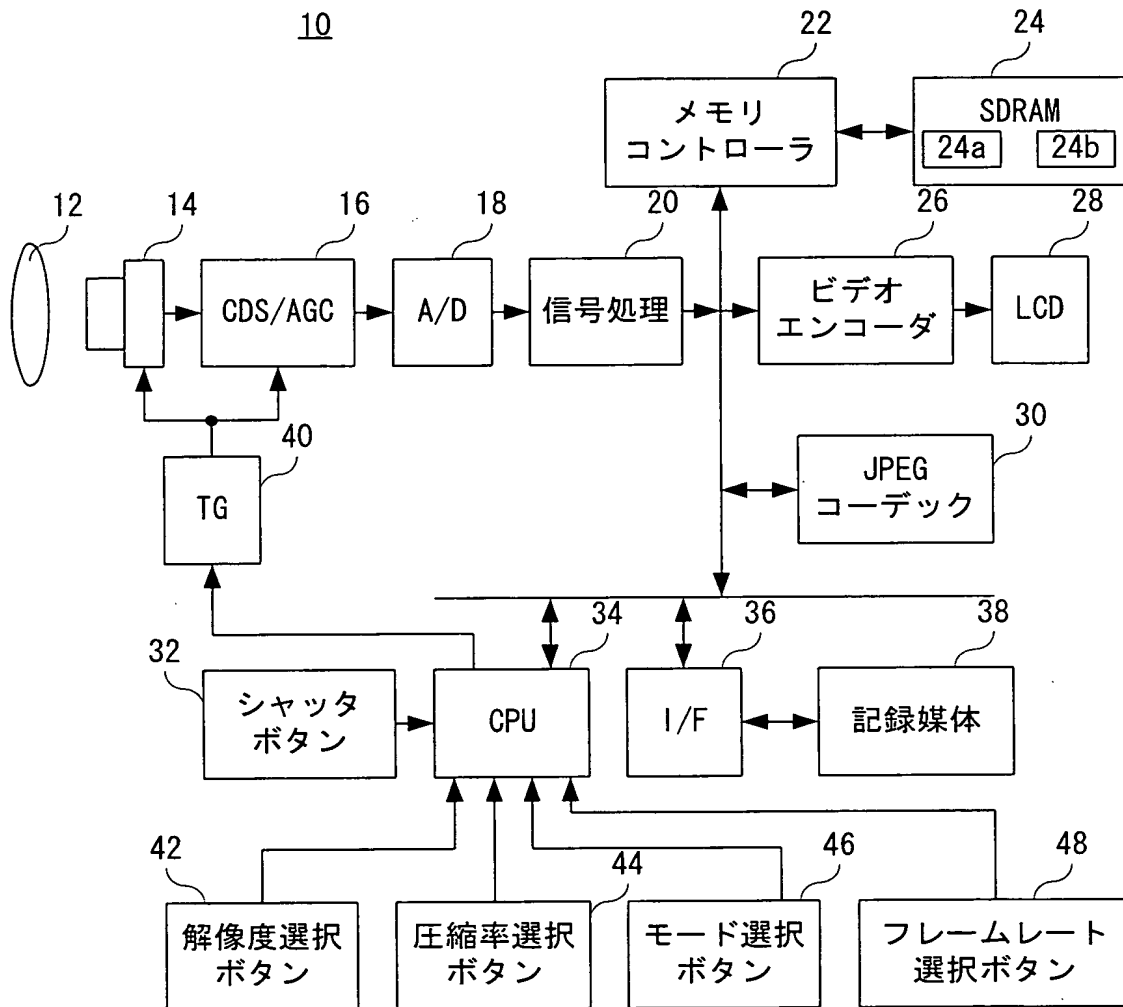 10
22
24
メモリ
コントローラ
SDRAM
24a
24b
12
14
16
18
20
26
28
CDS/AGC
A/D
信号処理
ビデオ
エンコーダ
LCD
40
TG
30
JPEG
コーデック
32
34
36
38
シャッタ
ボタン
CPU
I/F
記録媒体
42
44
46
48
解像度選択
ボタン
圧縮率選択
ボタン
モード選択
ボタン
フレームレート
選択ボタン